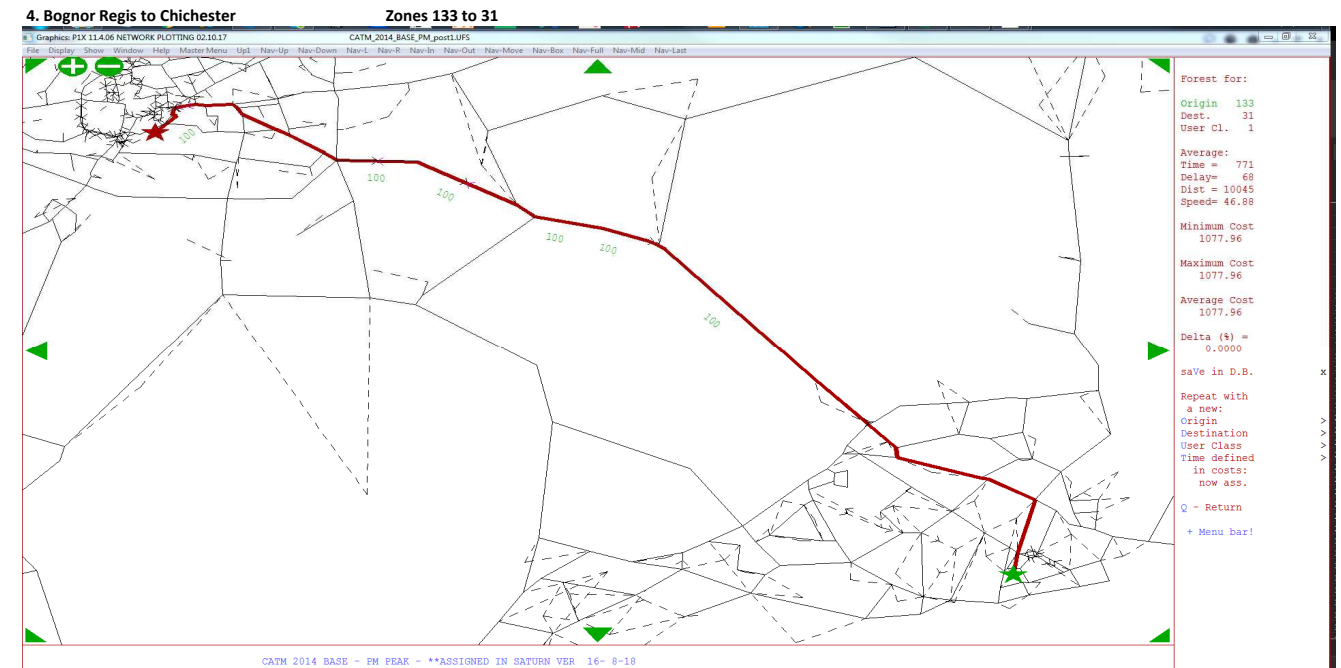 4. Bognor Regis to Chichester Zones 133 to 31
Graphics: P1X 11.4.06 NETWORK PLOTTING 02.10.17 CATM_2014_BASE_PM_post1.UFS
File Display Show Window Help Master Menu Up1 Nav-Up Nav-Down Nav-L Nav-R Nav-In Nav-Out Nav-Move Nav-Box Nav-Full Nav-Mid Nav-Last
100
100
100
100
100
100
Forest for:
Origin 133
Dest. 31
User Cl. 1
Average:
Time = 771
Delay= 68
Dist = 10045
Speed= 46.88
Minimum Cost
1077.96
Maximum Cost
1077.96
Average Cost
1077.96
Delta (%) =
0.0000
saVe in D.B. x
Repeat with
a new:
Origin >
Destination >
User Class >
Time defined >
in costs:
now ass.
Q - Return
+ Menu bar!
CATM 2014 BASE - PM PEAK - **ASSIGNED IN SATURN VER 16- 8-18